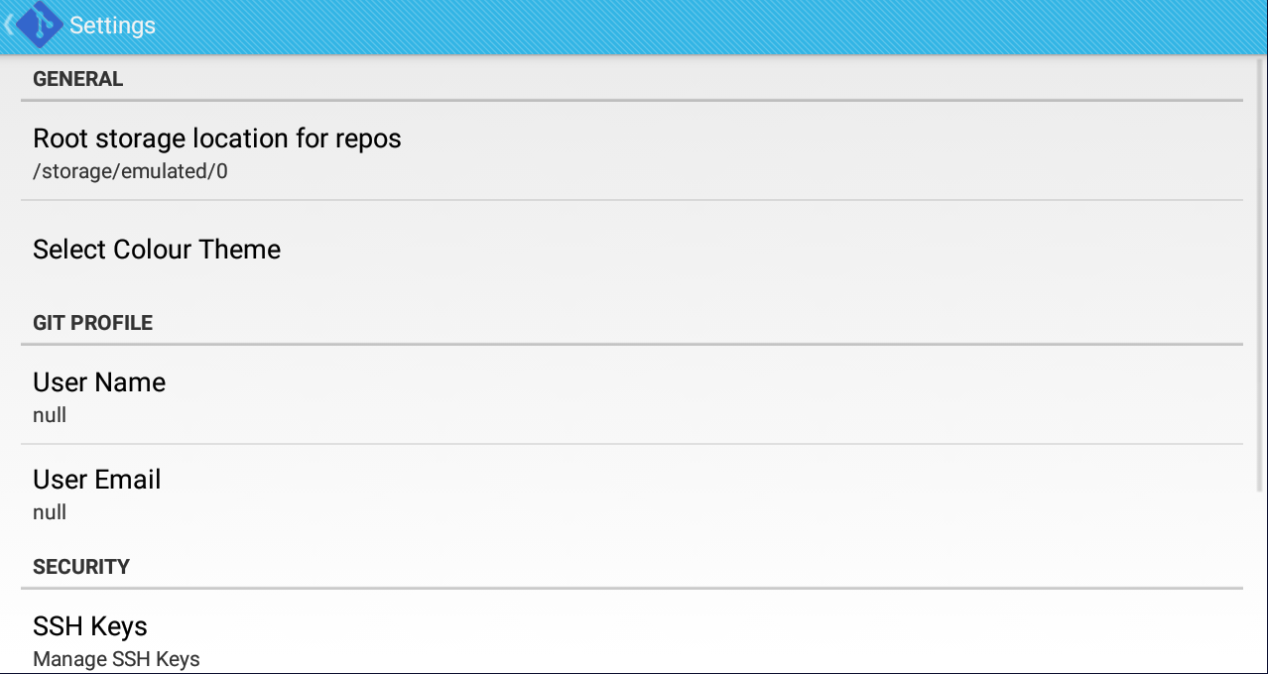 Settings
GENERAL
Root storage location for repos
/storage/emulated/0
Select Colour Theme
GIT PROFILE
User Name
null
User Email
null
SECURITY
SSH Keys
Manage SSH Keys